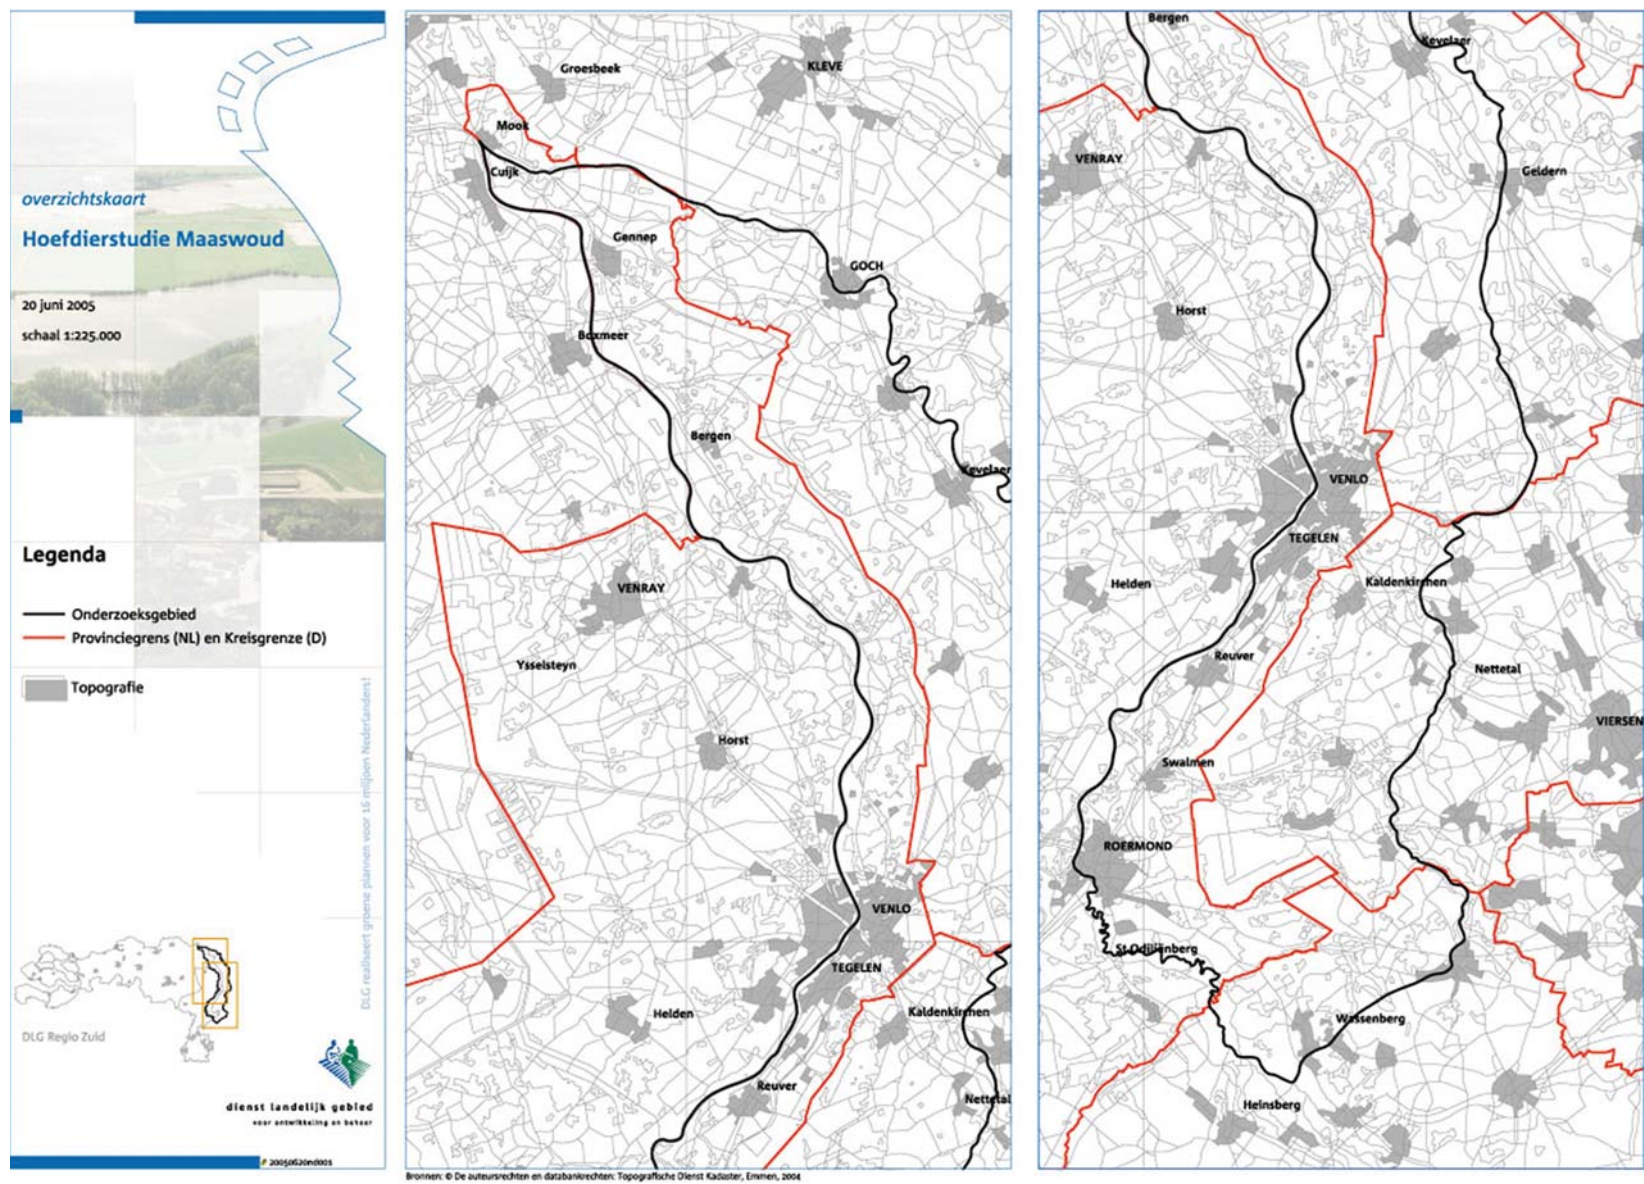 overzichtskaart
Hoefdierstudie Maaswoud
20 juni 2005
schaal 1:225.000
Legenda
Onderzoeksgebied
Provinciegrens (NL) en Kreisgrenze (D)
Topografie
DLG realiseert groene plannen voor 16 miljoen Nederlanders!
DLG Regio Zuid
dienst landelijk gebied
voor ontwikkeling en beheer
20050620md001
Groesbeek
KLEVE
Mook
Cuijk
Gennep
GOCH
Boxmeer
Bergen
Kevelaer
VENRAY
Ysselsteyn
Horst
VENLO
TEGELEN
Helden
Kaldenkirchen
Reuver
Nettetal
Bronnen: © De auteursrechten en databankrechten: Topografische Dienst Kadaster, Emmen, 2004
Bergen
Kevelaer
VENRAY
Geldern
Horst
VENLO
TEGELEN
Helden
Kaldenkirchen
Reuver
Nettetal
VIERSEN
Swalmen
ROERMOND
St.Odiliënberg
Wassenberg
Heinsberg